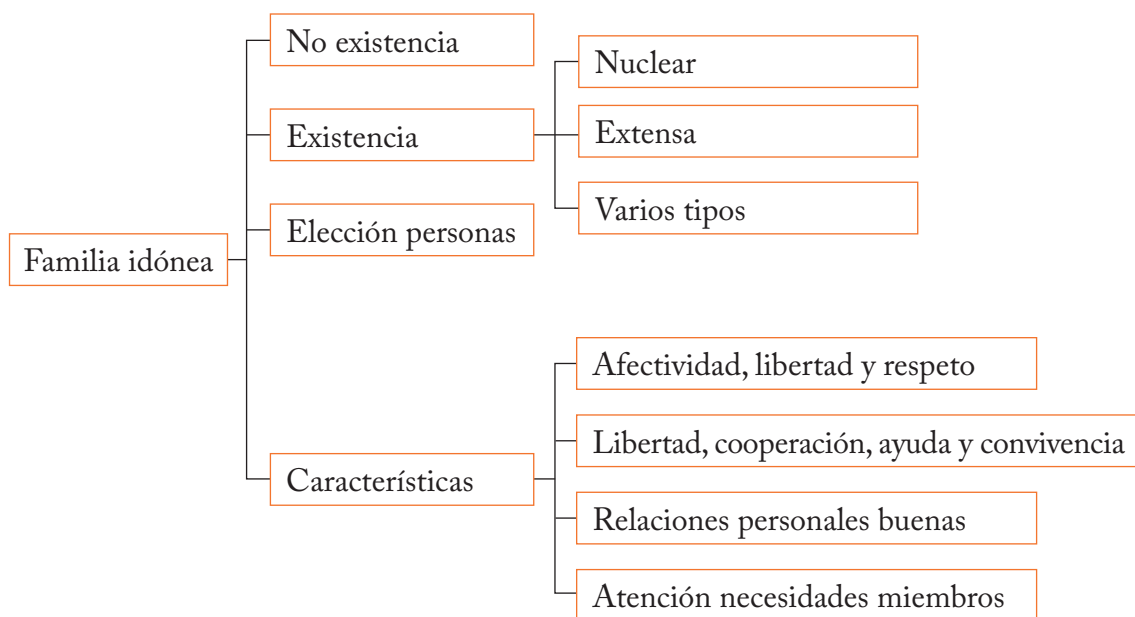 Familia idónea
No existencia
Existencia
Nuclear
Extensa
Varios tipos
Elección personas
Características
Afectividad, libertad y respeto
Libertad, cooperación, ayuda y convivencia
Relaciones personales buenas
Atención necesidades miembros